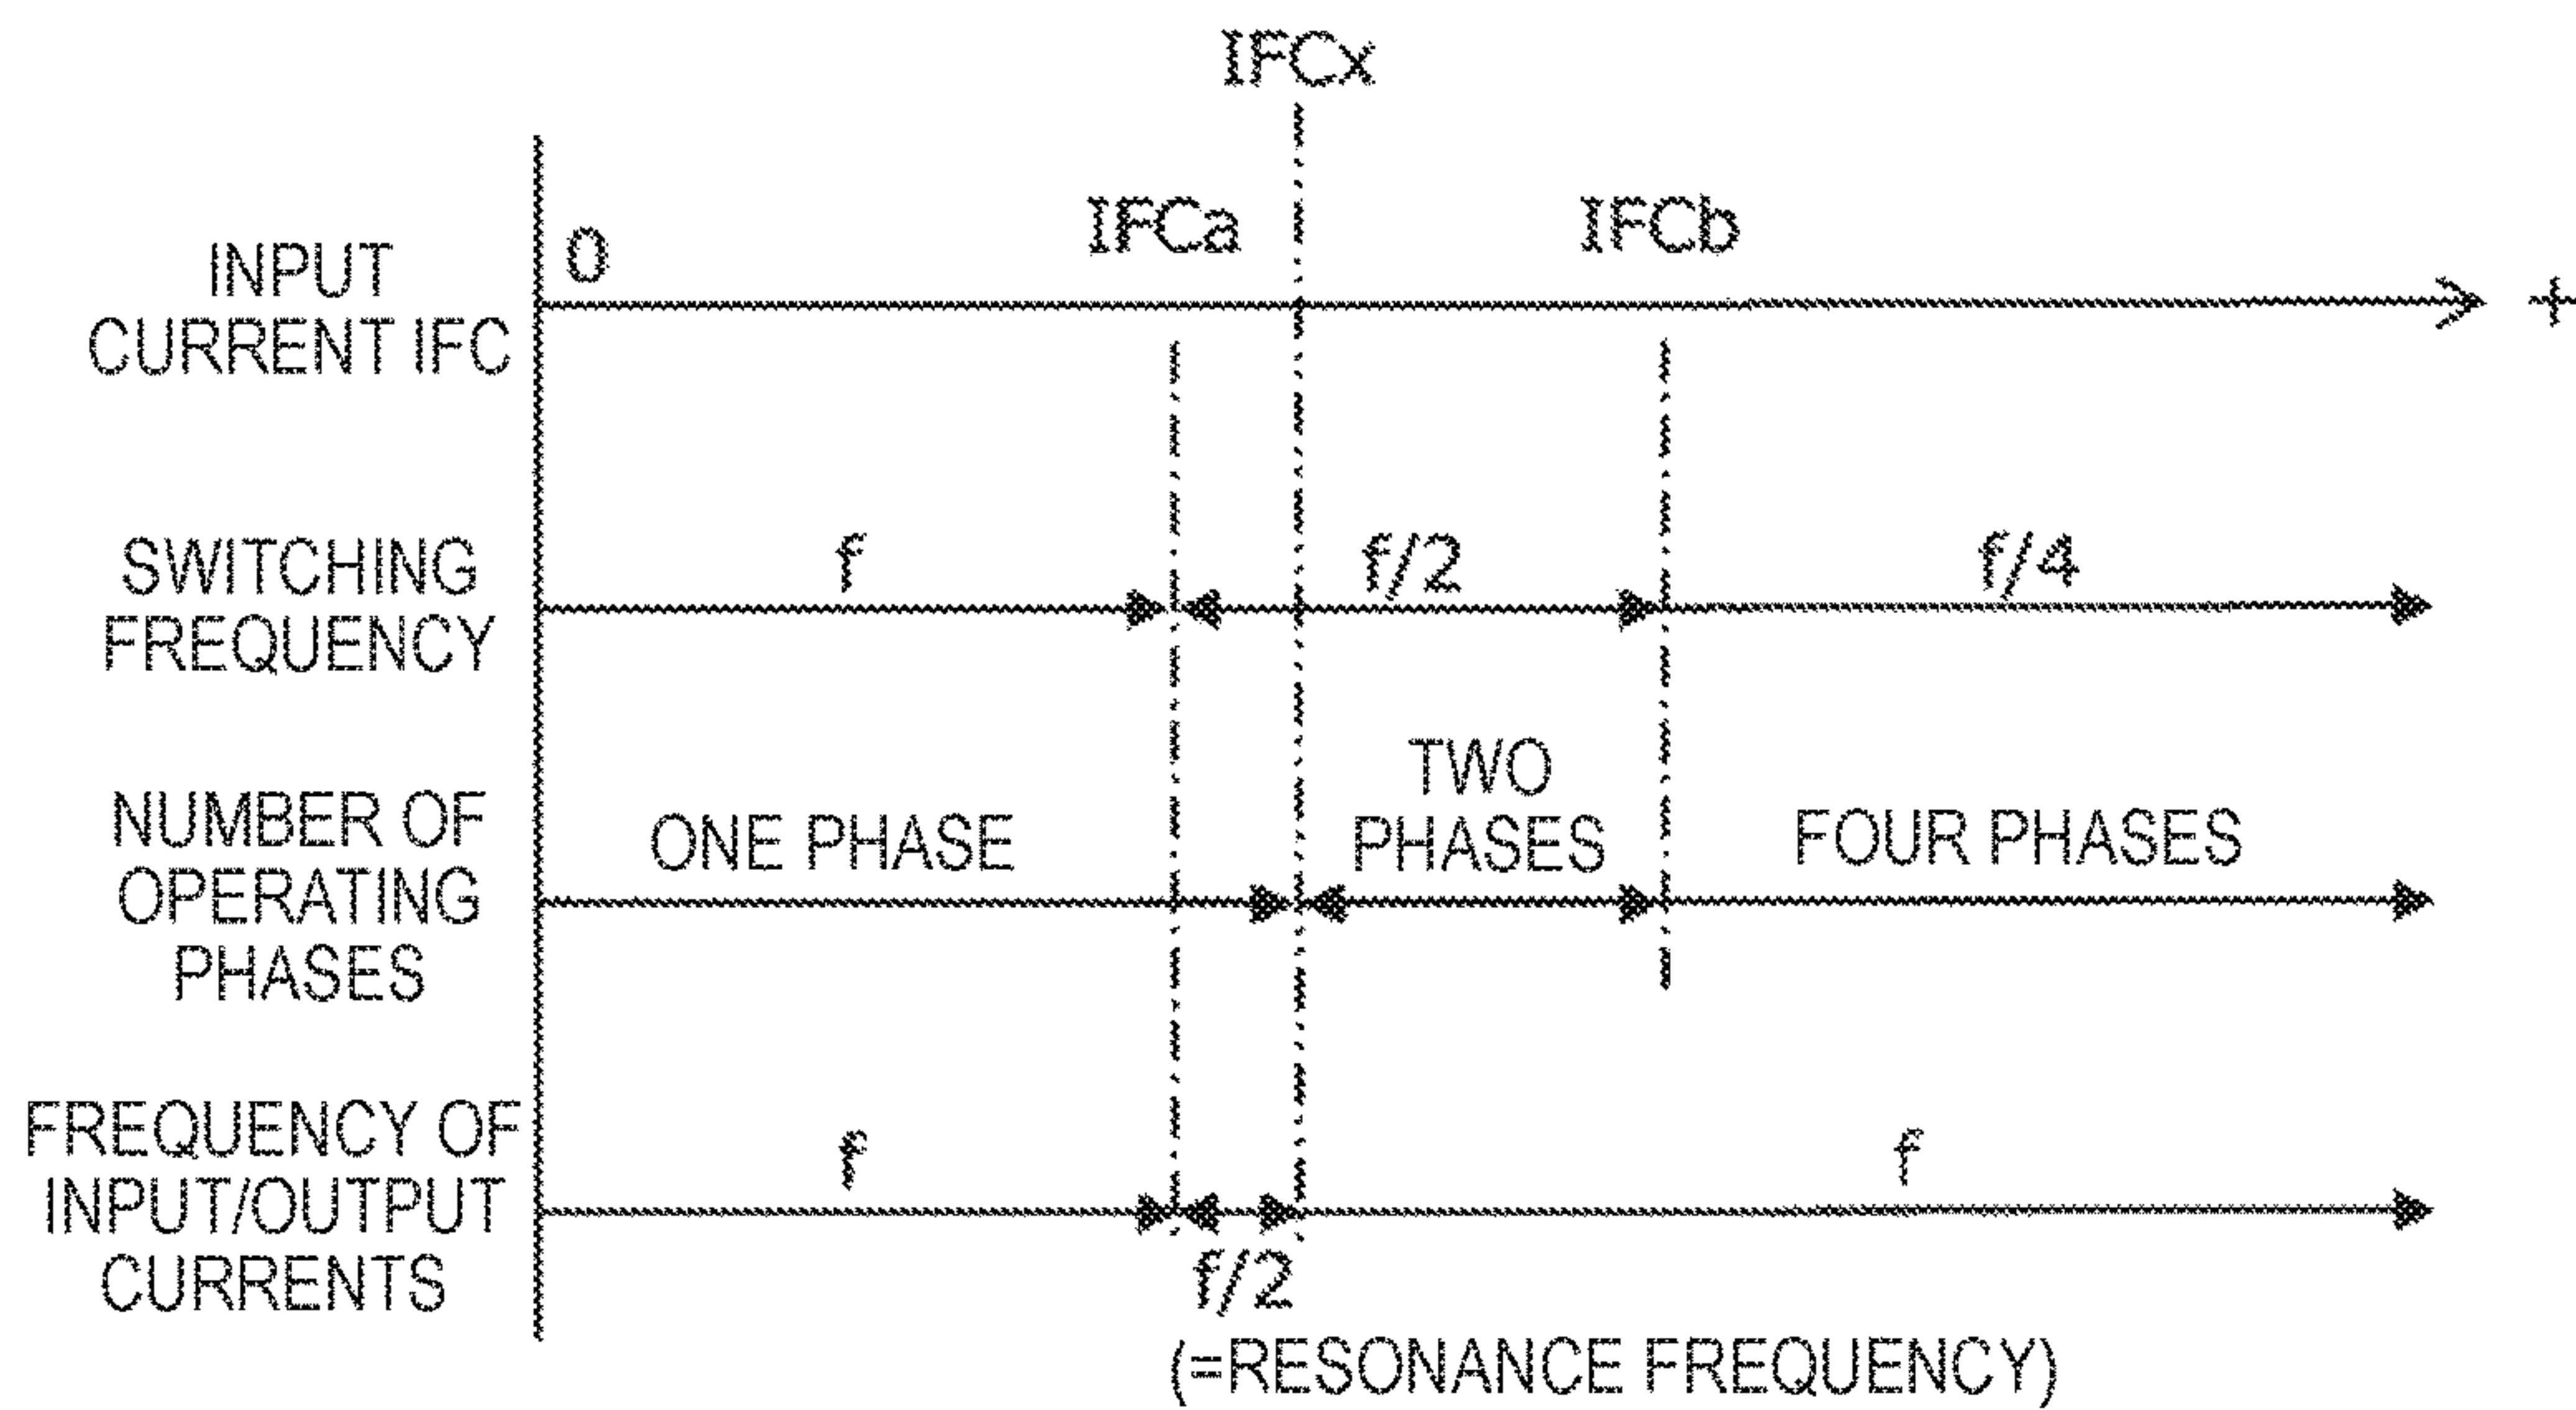 IFCx
IFCa
IFCb
0
INPUT
CURRENT IFC
+
SWITCHING
FREQUENCY
f
f/2
f/4
NUMBER OF
OPERATING
PHASES
ONE PHASE
TWO
PHASES
FOUR PHASES
FREQUENCY OF
INPUT/OUTPUT
CURRENTS
f
f/2
(=RESONANCE FREQUENCY)
f